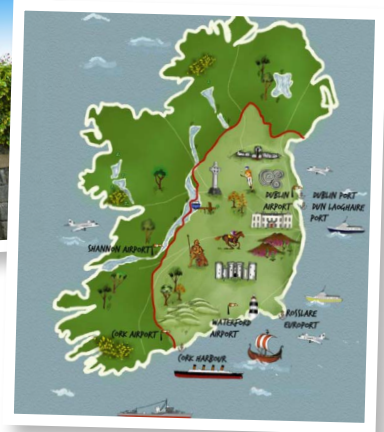 DUBLIN
AIRPORT
DUBLIN PORT
DUN LAOGHAIRE
PORT
SHANNON AIRPORT
ROSSLARE
EUROPORT
WATERFORD
AIRPORT
CORK AIRPORT
CORK HARBOUR